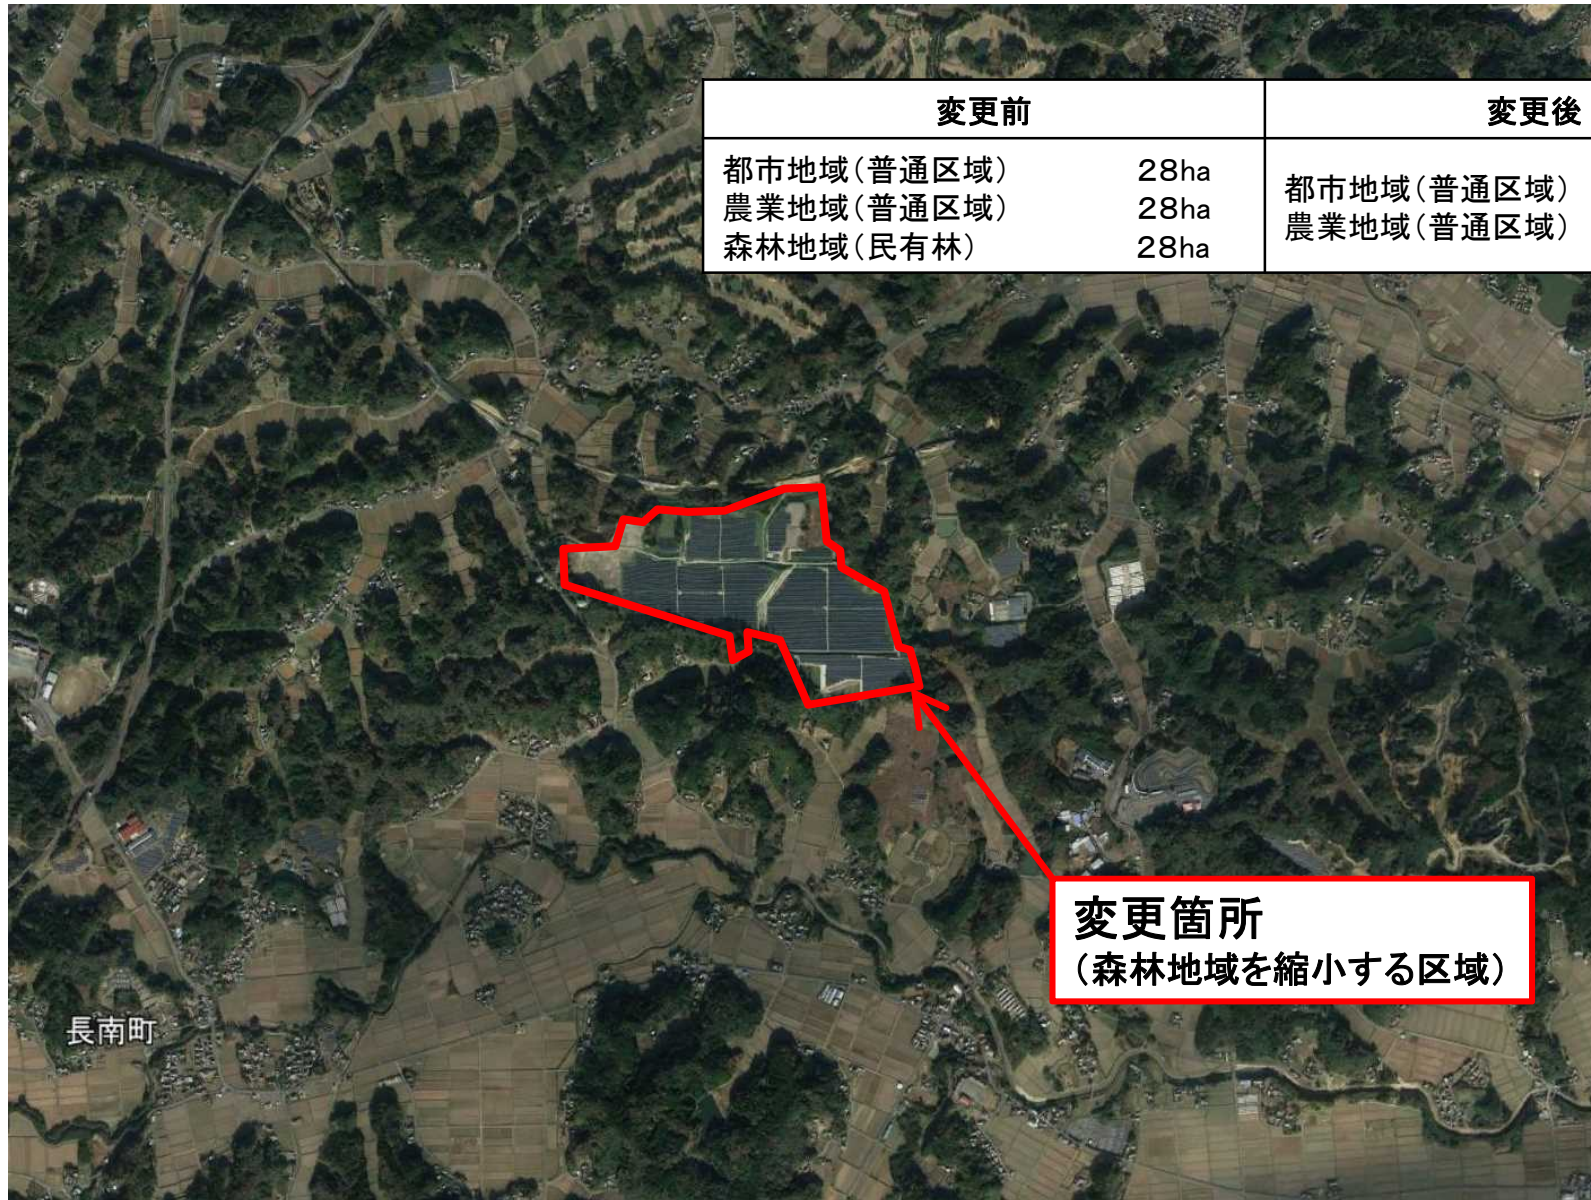 変更前 変更後
都市地域(普通区域) 28ha
農業地域(普通区域) 28ha
森林地域(民有林) 28ha
都市地域(普通区域)
農業地域(普通区域)
変更箇所
(森林地域を縮小する区域)
長南町